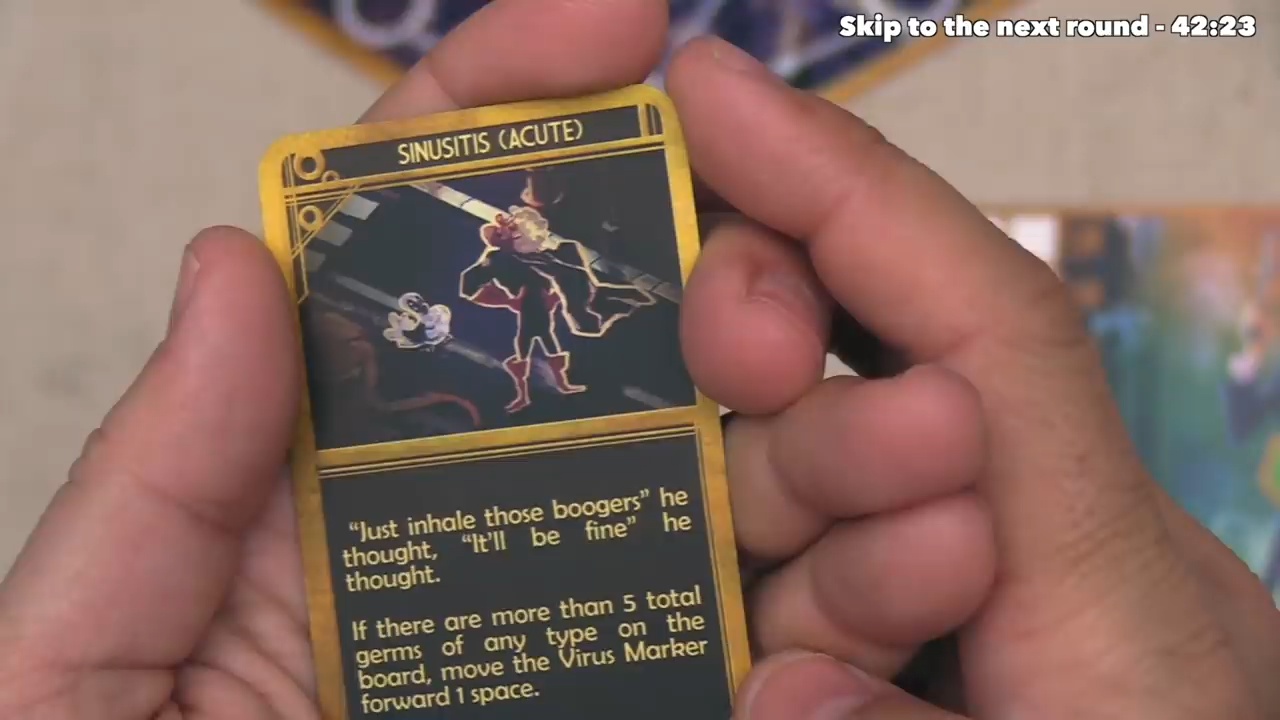 Skip to the next round - 42:23
SINUSITIS (ACUTE)
“Just inhale those boogers” he
thought, “It’ll be fine” he
thought.
If there are more than 5 total
germs of any type on the
board, move the Virus Marker
forward 1 space.